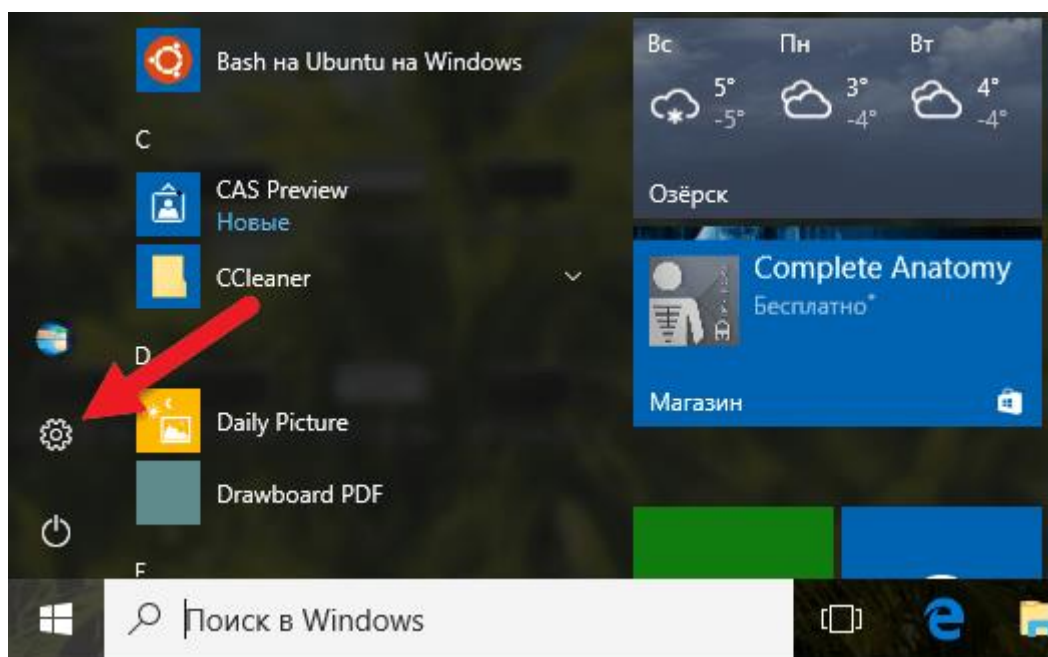 Bash на Ubuntu на Windows
C
CAS Preview
Новые
CCleaner
D
Daily Picture
Drawboard PDF
Поиск в Windows
Вс Пн Вт
5° 3° 4°
-5° -4° -4°
Озёрск
Complete Anatomy
Бесплатно*
Магазин